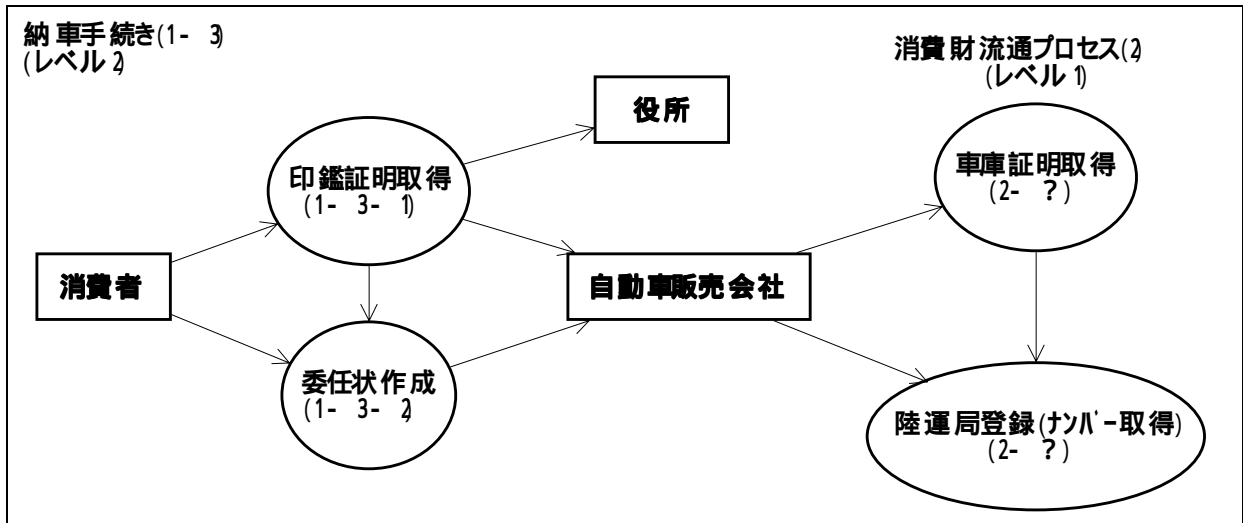 納車手続き(1- 3)
(レベル2)
消費財流通プロセス(2)
(レベル1)
役所
印鑑証明取得
(1- 3- 1)
車庫証明取得
(2- ?)
消費者
自動車販売会社
委任状作成
(1- 3- 2)
陸運局登録(ナンバー取得)
(2- ?)